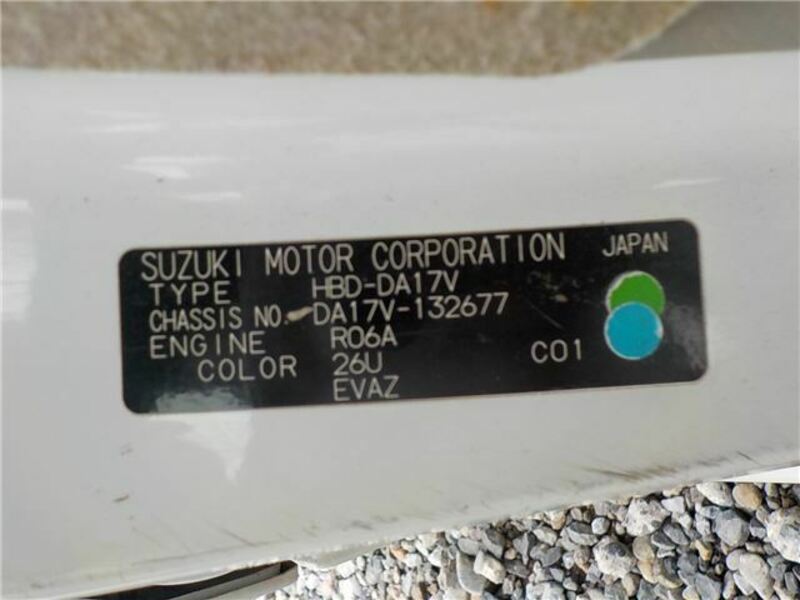 SUZUKI MOTOR CORPORATION JAPAN
TYPE HBD-DA17V
CHASSIS NO. DA17V-132677
ENGINE R06A
COLOR 26U C01
EVAZ